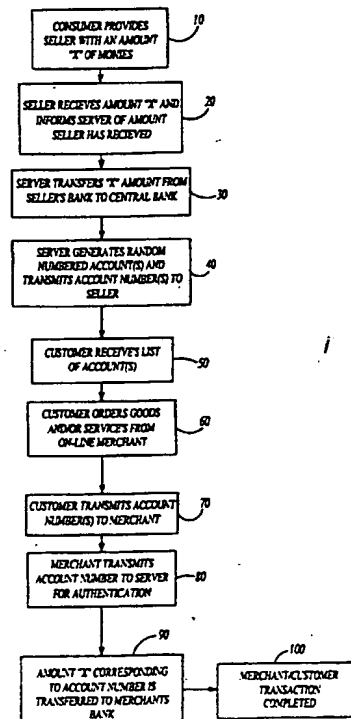 10
CONSUMER PROVIDES
SELLER WITH AN AMOUNT
"X" OF MONIES
20
SELLER RECIEVES AMOUNT "X" AND
INFORMS SERVER OF AMOUNT
SELLER HAS RECIEVED
30
SERVER TRANSFERS "X" AMOUNT FROM
SELLER'S BANK TO CENTRAL BANK
40
SERVER GENERATES RANDOM
NUMBERED ACCOUNT(S) AND
TRANSMITS ACCOUNT NUMBER(S) TO
SELLER
50
CUSTOMER RECEIVE'S LIST
OF ACCOUNT(S)
60
CUSTOMER ORDERS GOODS
AND/OR SERVICE'S FROM
ON-LINE MERCHANT
70
CUSTOMER TRANSMITS ACCOUNT
NUMBER(S) TO MERCHANT
80
MERCHANT TRANSMITS
ACCOUNT NUMBER TO SERVER
FOR AUTHENTICATION
90
AMOUNT "X" CORRESPONDING
TO ACCOUNT NUMBER IS
TRANSFERRED TO MERCHANTS
BANK
100
MERCHANT/CUSTOMER
TRANSACTION
COMPLETED